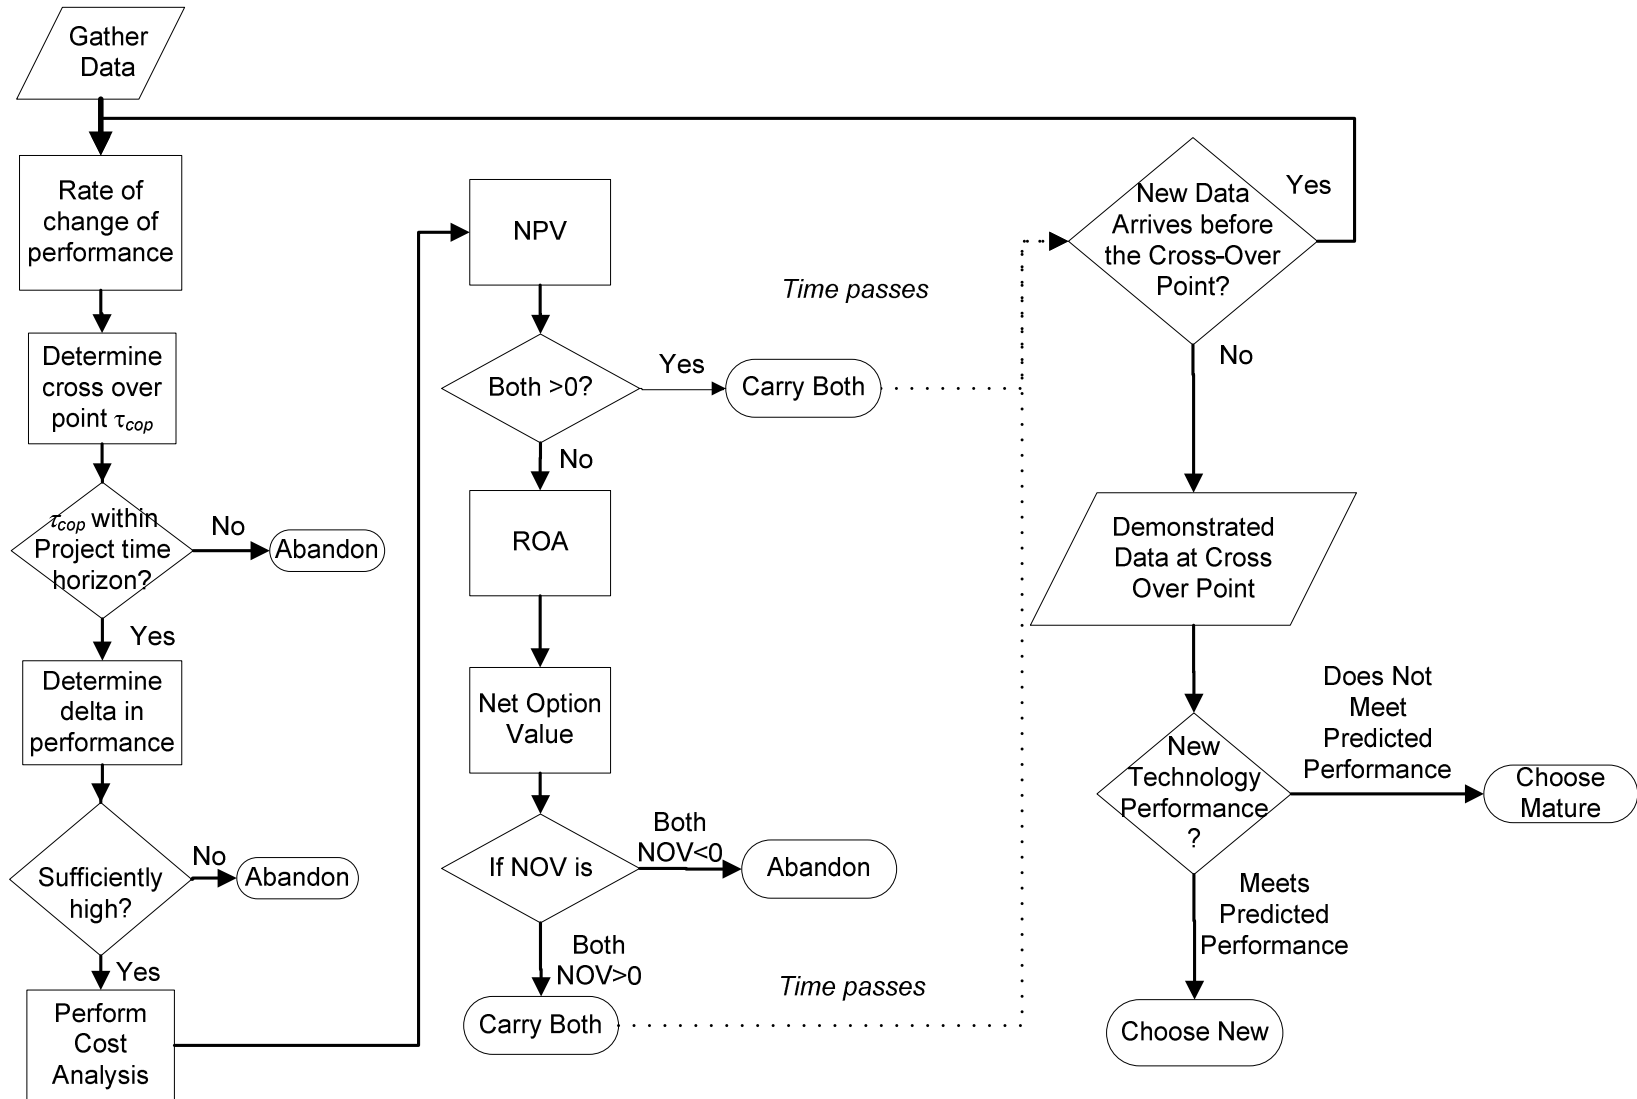 Gather
Data
Rate of
change of
performance
Determine
cross over
point τcop
τcop within
Project time
horizon?
No
Abandon
Yes
Determine
delta in
performance
Sufficiently
high?
No
Abandon
Yes
Perform
Cost
Analysis
NPV
Both >0?
Yes
Carry Both
Time passes
No
ROA
Net Option
Value
If NOV is
Both
NOV<0
Abandon
Both
NOV>0
Carry Both
Time passes
New Data
Arrives before
the Cross-Over
Point?
Yes
No
Demonstrated
Data at Cross
Over Point
New
Technology
Performance
?
Does Not
Meet
Predicted
Performance
Choose
Mature
Meets
Predicted
Performance
Choose New